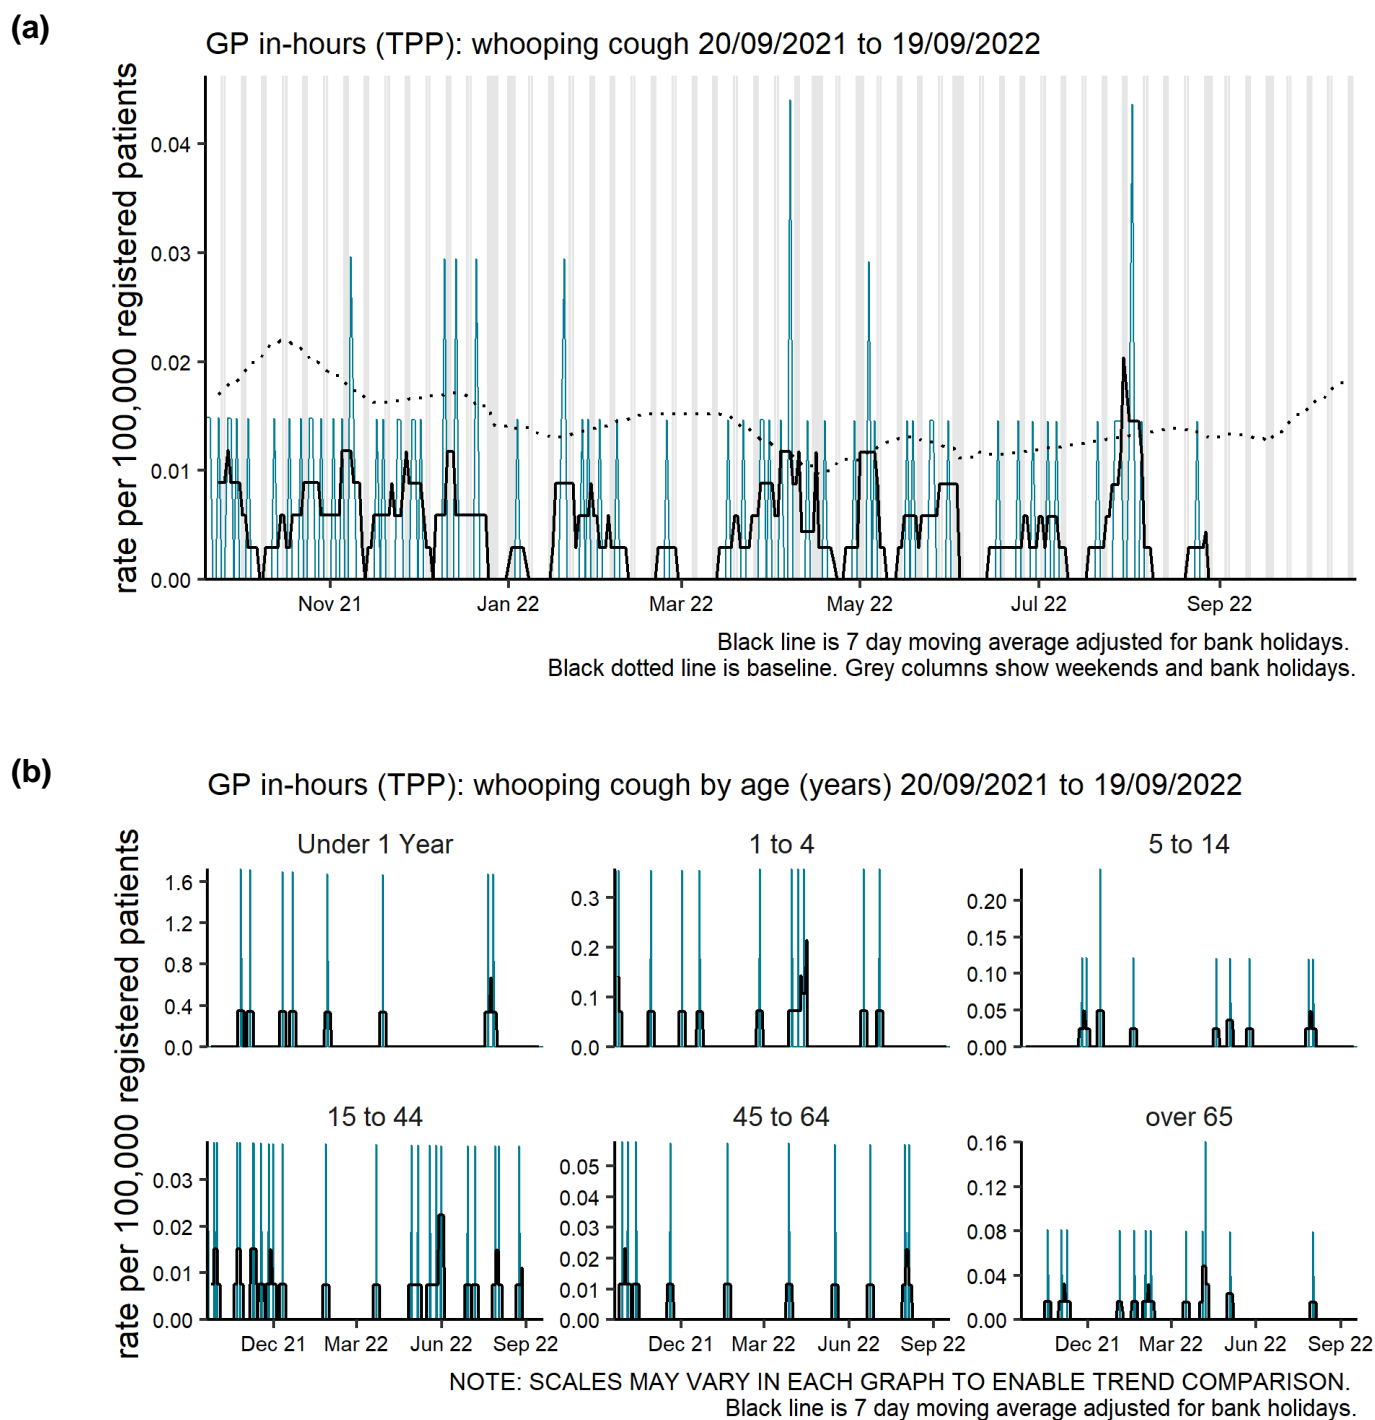 (a)
GP in-hours (TPP): whooping cough 20/09/2021 to 19/09/2022
rate per 100,000 registered patients
0.04
0.03
0.02
0.01
0.00
Nov 21 Jan 22 Mar 22 May 22 Jul 22 Sep 22
Black line is 7 day moving average adjusted for bank holidays.
Black dotted line is baseline. Grey columns show weekends and bank holidays.
(b)
GP in-hours (TPP): whooping cough by age (years) 20/09/2021 to 19/09/2022
rate per 100,000 registered patients
Under 1 Year
1.6
1.2
0.8
0.4
0.0
1 to 4
0.3
0.2
0.1
0.0
5 to 14
0.20
0.15
0.10
0.05
0.00
15 to 44
0.03
0.02
0.01
0.00
Dec 21 Mar 22 Jun 22 Sep 22
45 to 64
0.05
0.04
0.03
0.02
0.01
0.00
Dec 21 Mar 22 Jun 22 Sep 22
over 65
0.16
0.12
0.08
0.04
0.00
Dec 21 Mar 22 Jun 22 Sep 22
NOTE: SCALES MAY VARY IN EACH GRAPH TO ENABLE TREND COMPARISON.
Black line is 7 day moving average adjusted for bank holidays.